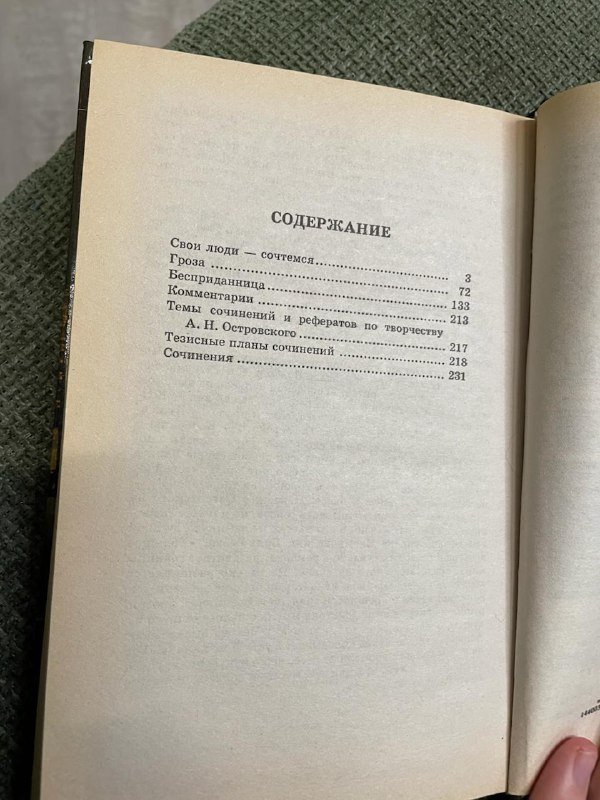 СОДЕРЖАНИЕ
Свои люди — сочтемся 3
Гроза 72
Бесприданница 133
Комментарии 213
Темы сочинений и рефератов по творчеству
А. Н. Островского 217
Тезисные планы сочинений 218
Сочинения 231